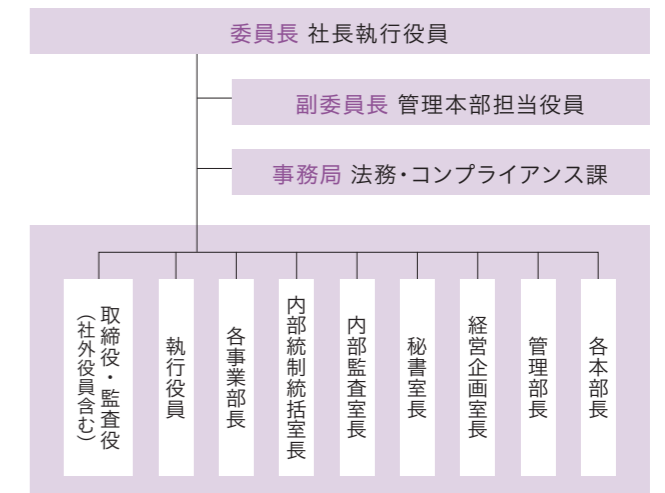 委員長 社長執行役員
副委員長 管理本部担当役員
事務局 法務・コンプライアンス課
取締役・監査役
（社外役員含む）
執行役員
各事業部長
内部統制統括室長
内部監査室長
秘書室長
経営企画室長
管理部長
各本部長